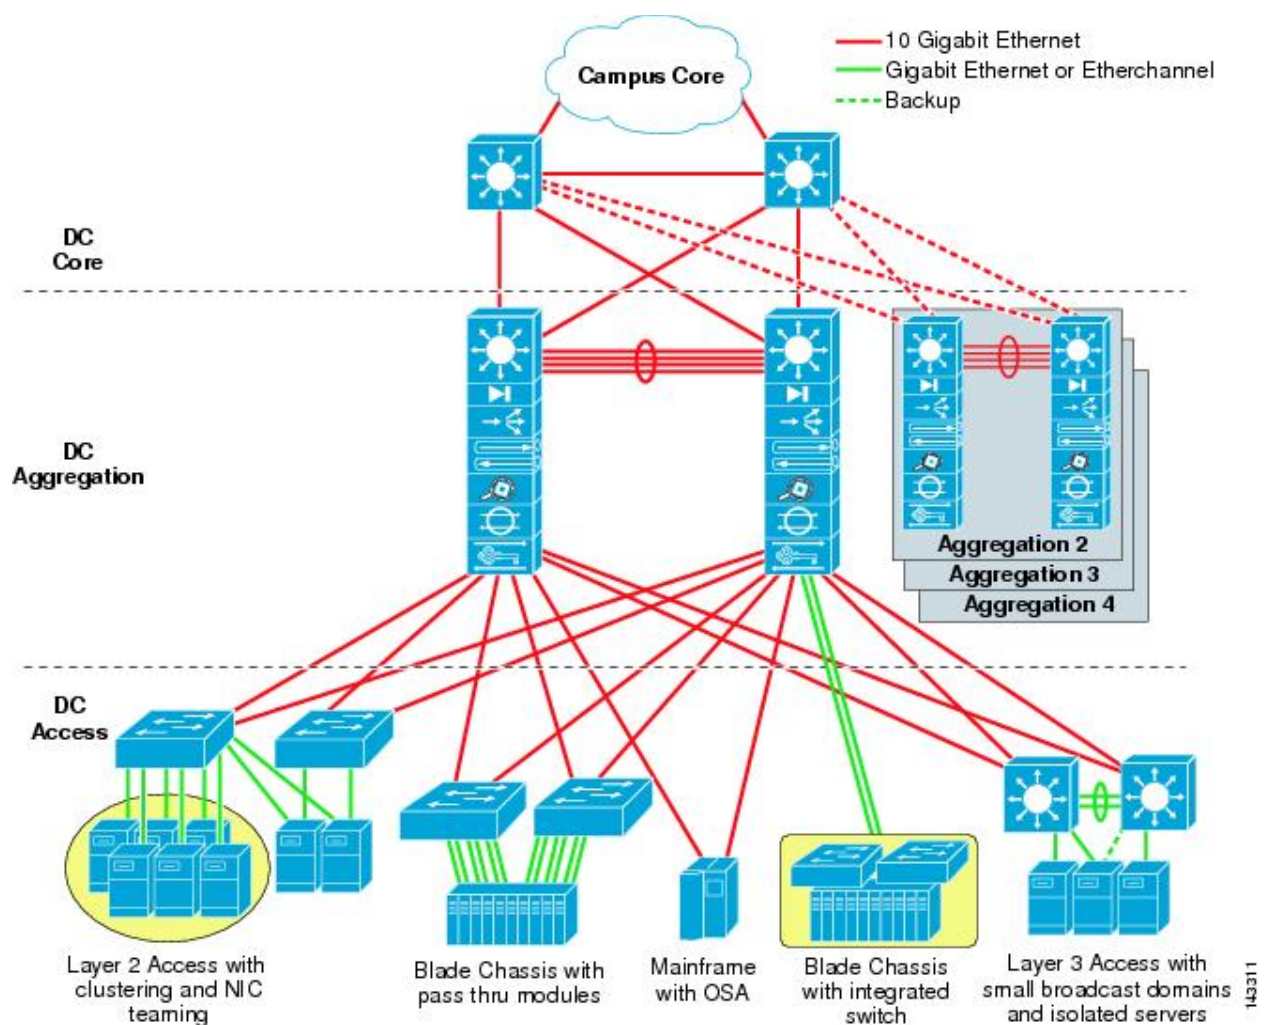 10 Gigabit Ethernet
Gigabit Ethernet or Etherchannel
Backup
Campus Core
DC
Core
DC
Aggregation
Aggregation 2
Aggregation 3
Aggregation 4
DC
Access
Layer 2 Access with
clustering and NIC
teaming
Blade Chassis with
pass thru modules
Mainframe
with OSA
Blade Chassis
with integrated
switch
Layer 3 Access with
small broadcast domains
and isolated servers
143311